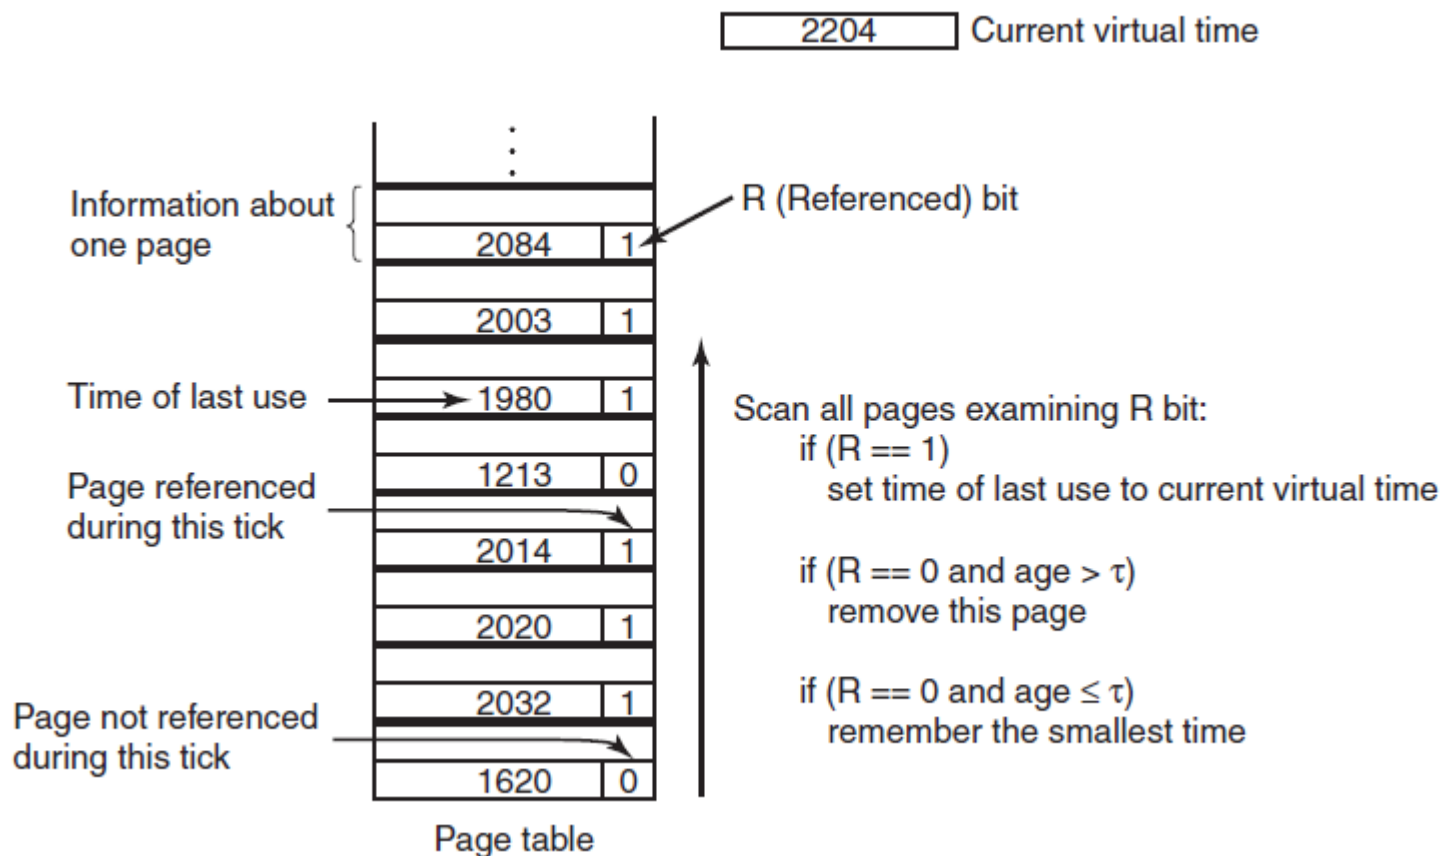 2204 Current virtual time
Information about
one page
R (Referenced) bit
2084 1
2003 1
Time of last use
1980 1
Scan all pages examining R bit:
if (R == 1)
set time of last use to current virtual time
1213 0
Page referenced
during this tick
2014 1
if (R == 0 and age > τ)
remove this page
2020 1
if (R == 0 and age ≤ τ)
remember the smallest time
2032 1
Page not referenced
during this tick
1620 0
Page table